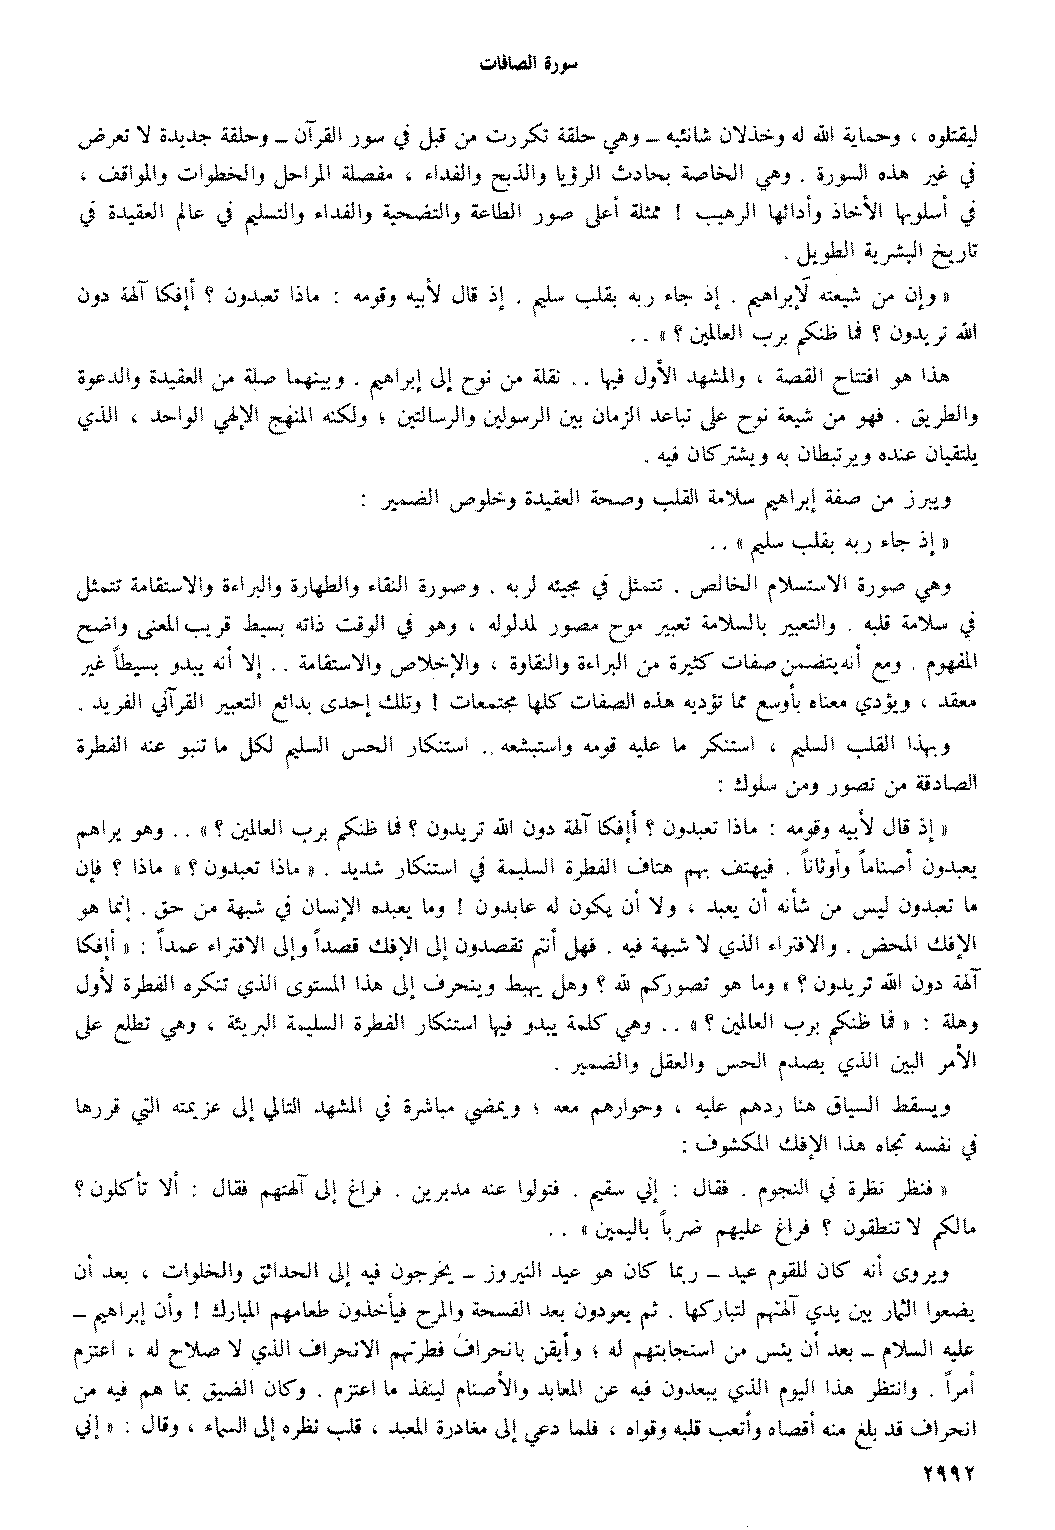 سورة الصافات
ليقتلوه ، وحماية الله له وخذلان شانئيه – وهي حلقة تكررت من قبل في سور القرآن – وحلقة جديدة لا تعرض
في غير هذه السورة . وهي الخاصة بحادث الرؤيا والذبح والفداء ، مفصلة المراحل والخطوات والمواقف ،
في أسلوبها الأخاذ وأدائها الرهيب ! ممثلة أعلى صور الطاعة والتضحية والفداء والتسليم في عالم العقيدة في
تاريخ البشرية الطويل .
« وإن من شيعته لإبراهيم . إذ جاء ربه بقلب سليم . إذ قال لأبيه وقومه : ماذا تعبدون ؟ أإفكا آلهة دون
الله تريدون ؟ فما ظنكم برب العالمين ؟ » . .
هذا هو افتتاح القصة ، والمشهد الأول فيها . . نقلة من نوح إلى إبراهيم . وبينهما صلة من العقيدة والدعوة
والطريق . فهو من شيعة نوح على تباعد الزمان بين الرسولين والرسالتين ؛ ولكنه المنهج الإلهي الواحد ، الذي
يلتقيان عنده ويرتبطان به ويشتركان فيه .
ويبرز من صفة إبراهيم سلامة القلب وصحة العقيدة وخلوص الضمير :
« إذ جاء ربه بقلب سليم » . .
وهي صورة الاستسلام الخالص . تتمثل في مجيئه لربه . وصورة النقاء والطهارة والبراءة والاستقامة تتمثل
في سلامة قلبه . والتعبير بالسلامة تعبير موح مصور لمدلوله ، وهو في الوقت ذاته بسيط قريب المعنى واضح
المفهوم . ومع أنه يتضمن صفات كثيرة من البراءة والنقاوة ، والإخلاص والاستقامة . . إلا أنه يبدو بسيطاً غير
معقد ، ويؤدي معناه بأوسع مما تؤديه هذه الصفات كلها مجتمعات ! وتلك إحدى بدائع التعبير القرآني الفريد .
وبهذا القلب السليم ، استنكر ما عليه قومه واستبشعه . . استنكار الحس السليم لكل ما تنبو عنه الفطرة
الصادقة من تصور ومن سلوك :
« إذ قال لأبيه وقومه : ماذا تعبدون ؟ أإفكا آلهة دون الله تريدون ؟ فما ظنكم برب العالمين ؟ » . . وهو يراهم
يعبدون أصناماً وأوثاناً . فيهتف بهم هتاف الفطرة السليمة في استنكار شديد . « ماذا تعبدون ؟ » ماذا ؟ فإن
ما تعبدون ليس من شأنه أن يعبد ، ولا أن يكون له عابدون ! وما يعبده الإنسان في شبهة من حق . إنما هو
الإفك المحض . والافتراء الذي لا شبهة فيه . فهل أنتم تقصدون إلى الإفك قصداً وإلى الافتراء عمداً : « أإفكا
آلهة دون الله تريدون ؟ » وما هو تصوركم لله ؟ وهل يهبط وينحرف إلى هذا المستوى الذي تنكره الفطرة لأول
وهلة : « فما ظنكم برب العالمين ؟ » . . وهي كلمة يبدو فيها استنكار الفطرة السليمة البريئة ، وهي تطلع على
الأمر البين الذي يصدم الحس والعقل والضمير .
ويسقط السياق هنا ردهم عليه ، وحوارهم معه ؛ ويمضي مباشرة في المشهد التالي إلى عزيمته التي قررها
في نفسه تجاه هذا الإفك المكشوف :
« فنظر نظرة في النجوم . فقال : إني سقيم . فتولوا عنه مدبرين . فراغ إلى آلهتهم فقال : ألا تأكلون ؟
مالكم لا تنطقون ؟ فراغ عليهم ضرباً باليمين » . .
ويروى أنه كان للقوم عيد – ربما كان هو عيد النيروز – يخرجون فيه إلى الحدائق والخلوات ، بعد أن
يضعوا الثمار بين يدي آلهتهم لتباركها . ثم يعودون بعد الفسحة والمرح فيأخذون طعامهم المبارك ! وأن إبراهيم –
عليه السلام – بعد أن يئس من استجابتهم له ؛ وأيقن بانحراف فطرتهم الانحراف الذي لا صلاح له ، اعتزم
أمراً . وانتظر هذا اليوم الذي يبعدون فيه عن المعابد والأصنام لينفذ ما اعتزم . وكان الضيق بما هم فيه من
انحراف قد بلغ منه أقصاه وأتعب قلبه وقواه ، فلما دعي إلى مغادرة المعبد ، قلب نظره إلى السماء ، وقال : « إني
٢٩٩٢